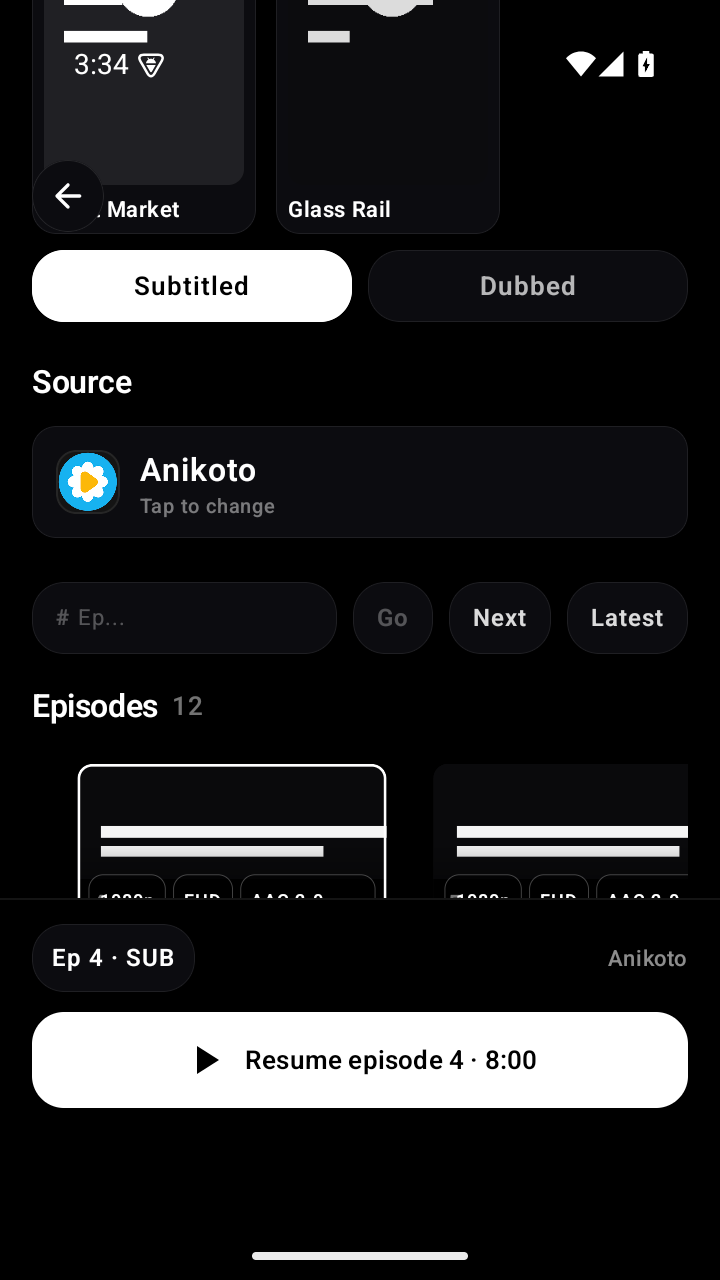 3:34
Market
Glass Rail
Subtitled
Dubbed
Source
Anikoto
Tap to change
# Ep...
Go
Next
Latest
Episodes 12
Ep 4 · SUB
Anikoto
Resume episode 4 · 8:00